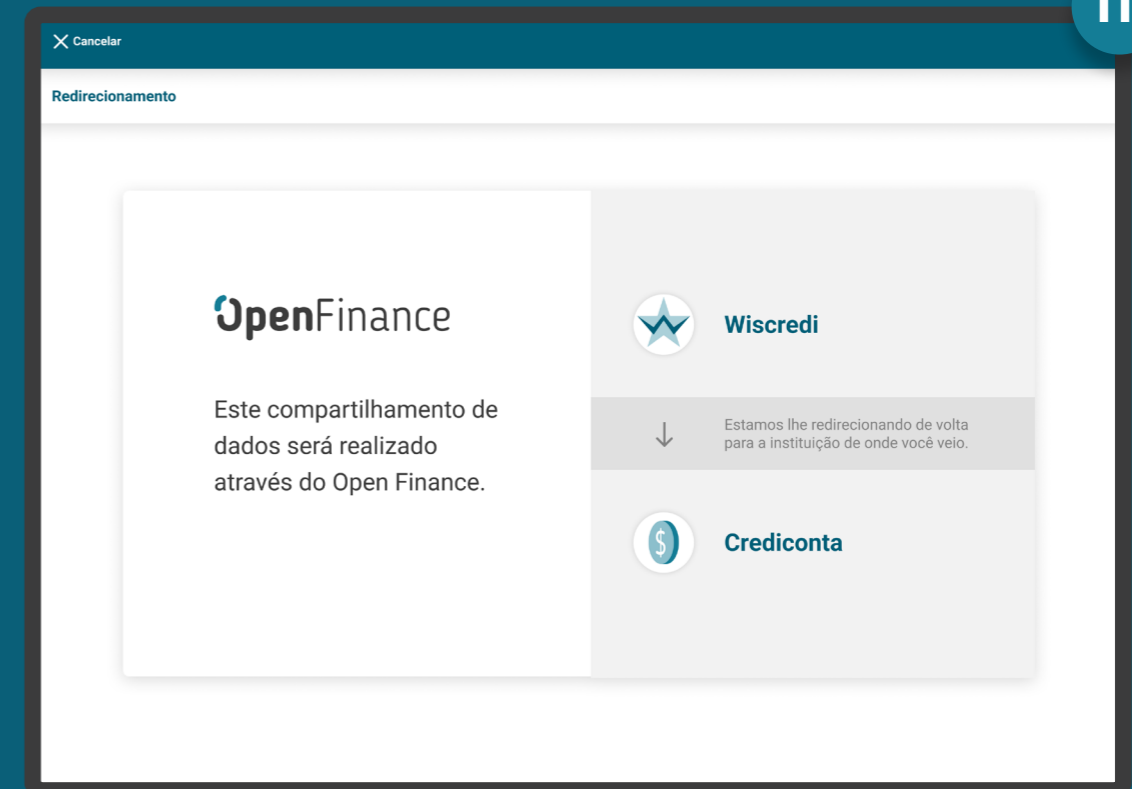 Cancelar
Redirecionamento
OpenFinance
Este compartilhamento de
dados será realizado
através do Open Finance.
Wiscredi
Estamos lhe redirecionando de volta
para a instituição de onde você veio.
$
Crediconta